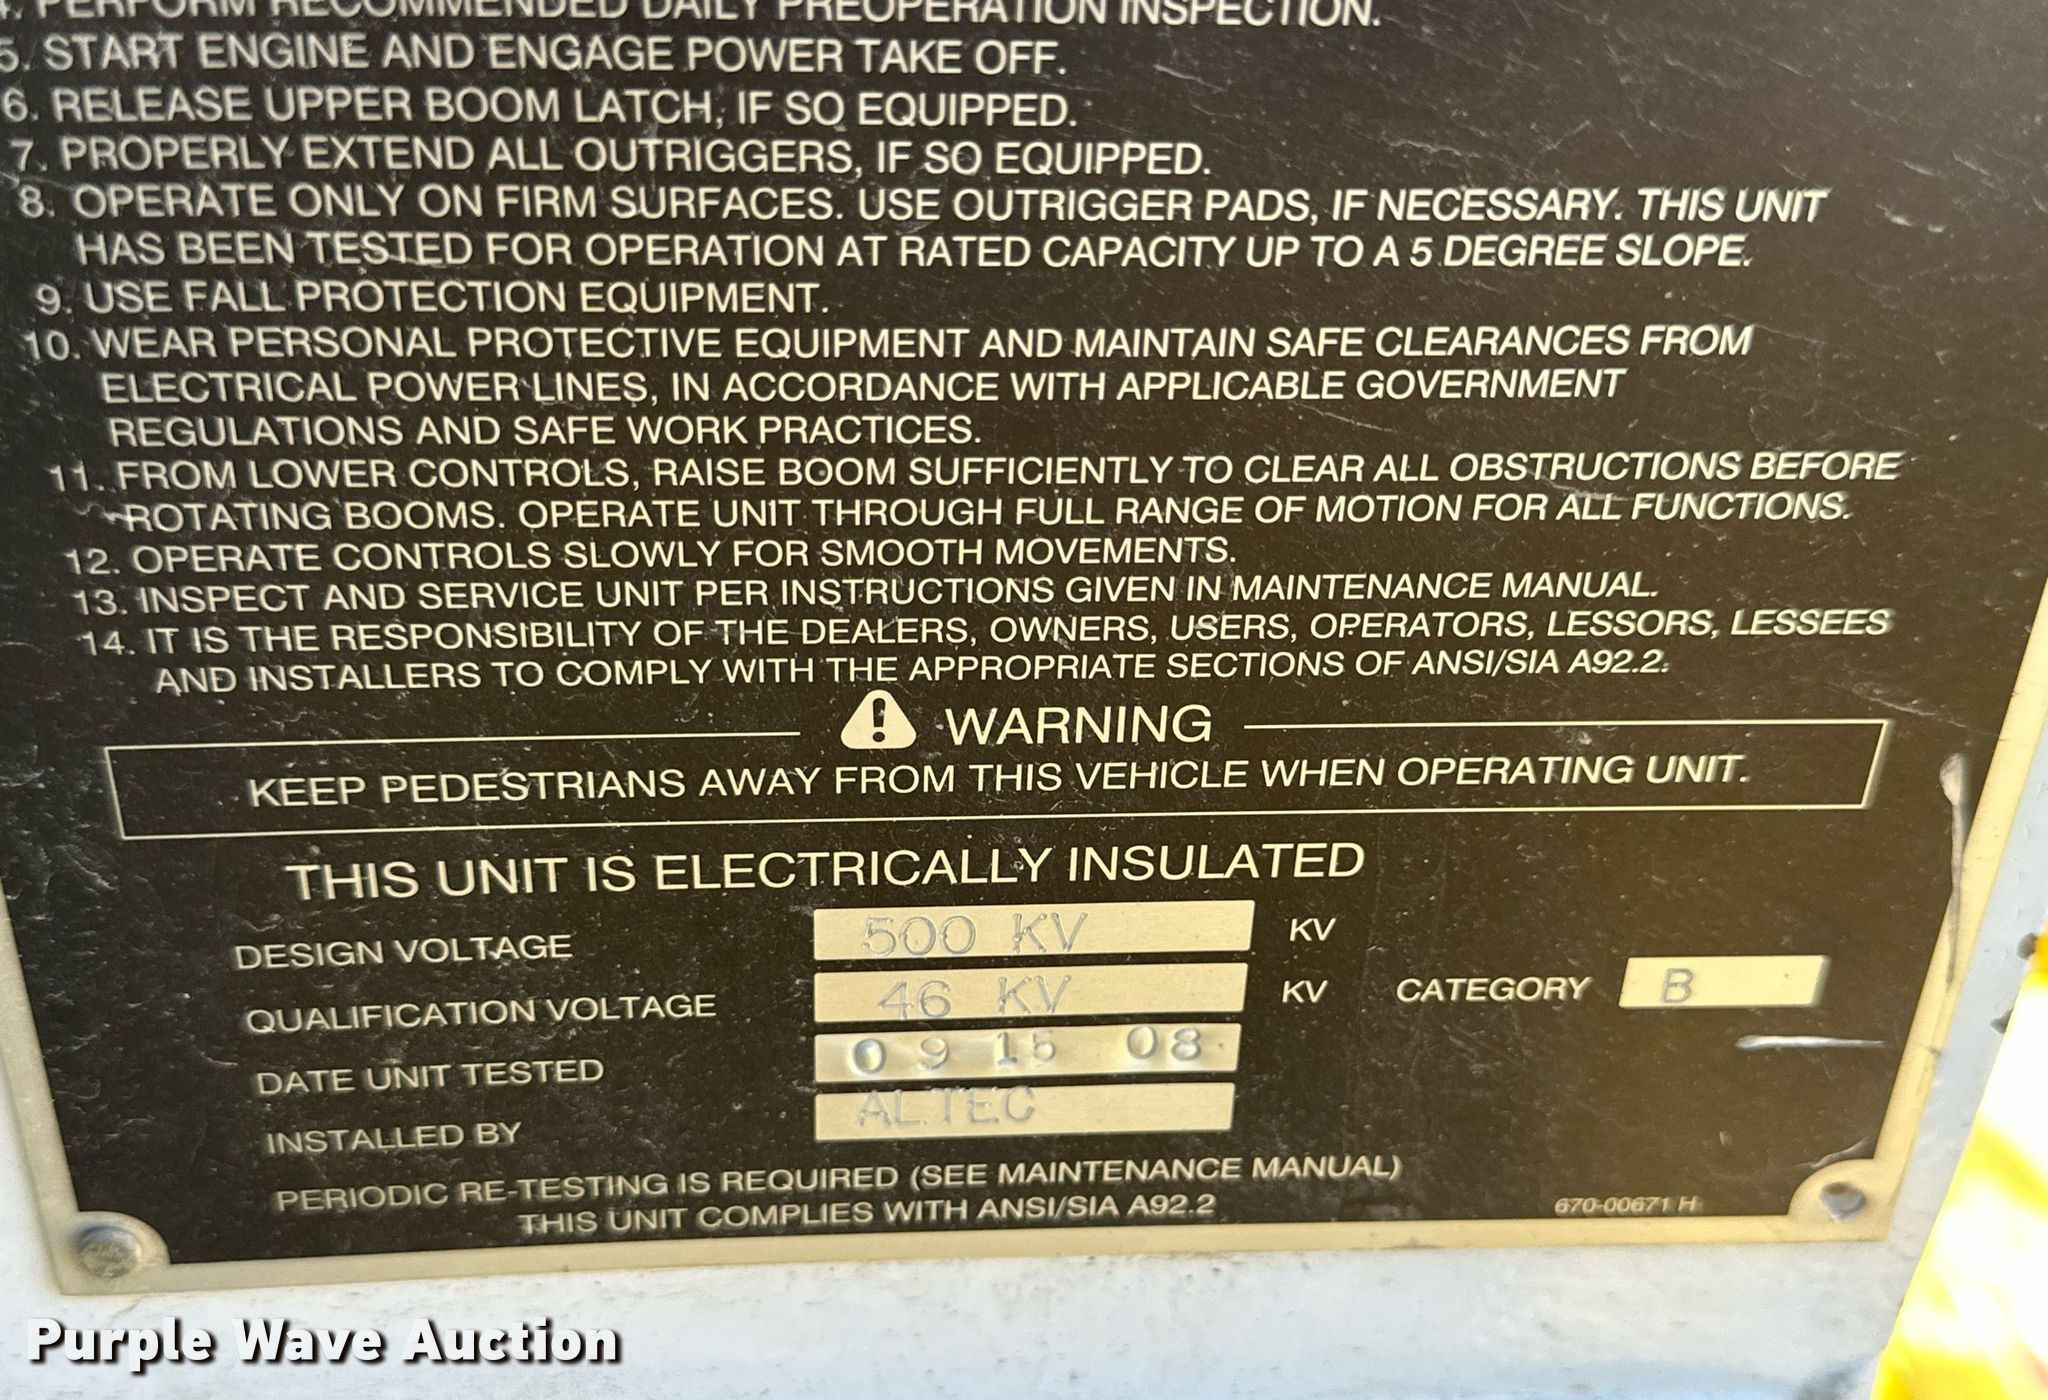 4. PERFORM RECOMMENDED DAILY PREOPERATION INSPECTION.
5. START ENGINE AND ENGAGE POWER TAKE OFF.
6. RELEASE UPPER BOOM LATCH, IF SO EQUIPPED.
7. PROPERLY EXTEND ALL OUTRIGGERS, IF SO EQUIPPED.
8. OPERATE ONLY ON FIRM SURFACES. USE OUTRIGGER PADS, IF NECESSARY. THIS UNIT
HAS BEEN TESTED FOR OPERATION AT RATED CAPACITY UP TO A 5 DEGREE SLOPE.
9. USE FALL PROTECTION EQUIPMENT.
10. WEAR PERSONAL PROTECTIVE EQUIPMENT AND MAINTAIN SAFE CLEARANCES FROM
ELECTRICAL POWER LINES, IN ACCORDANCE WITH APPLICABLE GOVERNMENT
REGULATIONS AND SAFE WORK PRACTICES.
11. FROM LOWER CONTROLS, RAISE BOOM SUFFICIENTLY TO CLEAR ALL OBSTRUCTIONS BEFORE
ROTATING BOOMS. OPERATE UNIT THROUGH FULL RANGE OF MOTION FOR ALL FUNCTIONS.
12. OPERATE CONTROLS SLOWLY FOR SMOOTH MOVEMENTS.
13. INSPECT AND SERVICE UNIT PER INSTRUCTIONS GIVEN IN MAINTENANCE MANUAL.
14. IT IS THE RESPONSIBILITY OF THE DEALERS, OWNERS, USERS, OPERATORS, LESSORS, LESSEES
AND INSTALLERS TO COMPLY WITH THE APPROPRIATE SECTIONS OF ANSI/SIA A92.2.
WARNING
KEEP PEDESTRIANS AWAY FROM THIS VEHICLE WHEN OPERATING UNIT.
THIS UNIT IS ELECTRICALLY INSULATED
DESIGN VOLTAGE 500 KV KV
QUALIFICATION VOLTAGE 46 KV KV CATEGORY B
DATE UNIT TESTED 09 15 08
INSTALLED BY ALTEC
PERIODIC RE-TESTING IS REQUIRED (SEE MAINTENANCE MANUAL)
THIS UNIT COMPLIES WITH ANSI/SIA A92.2
670-00671 H
Purple Wave Auction